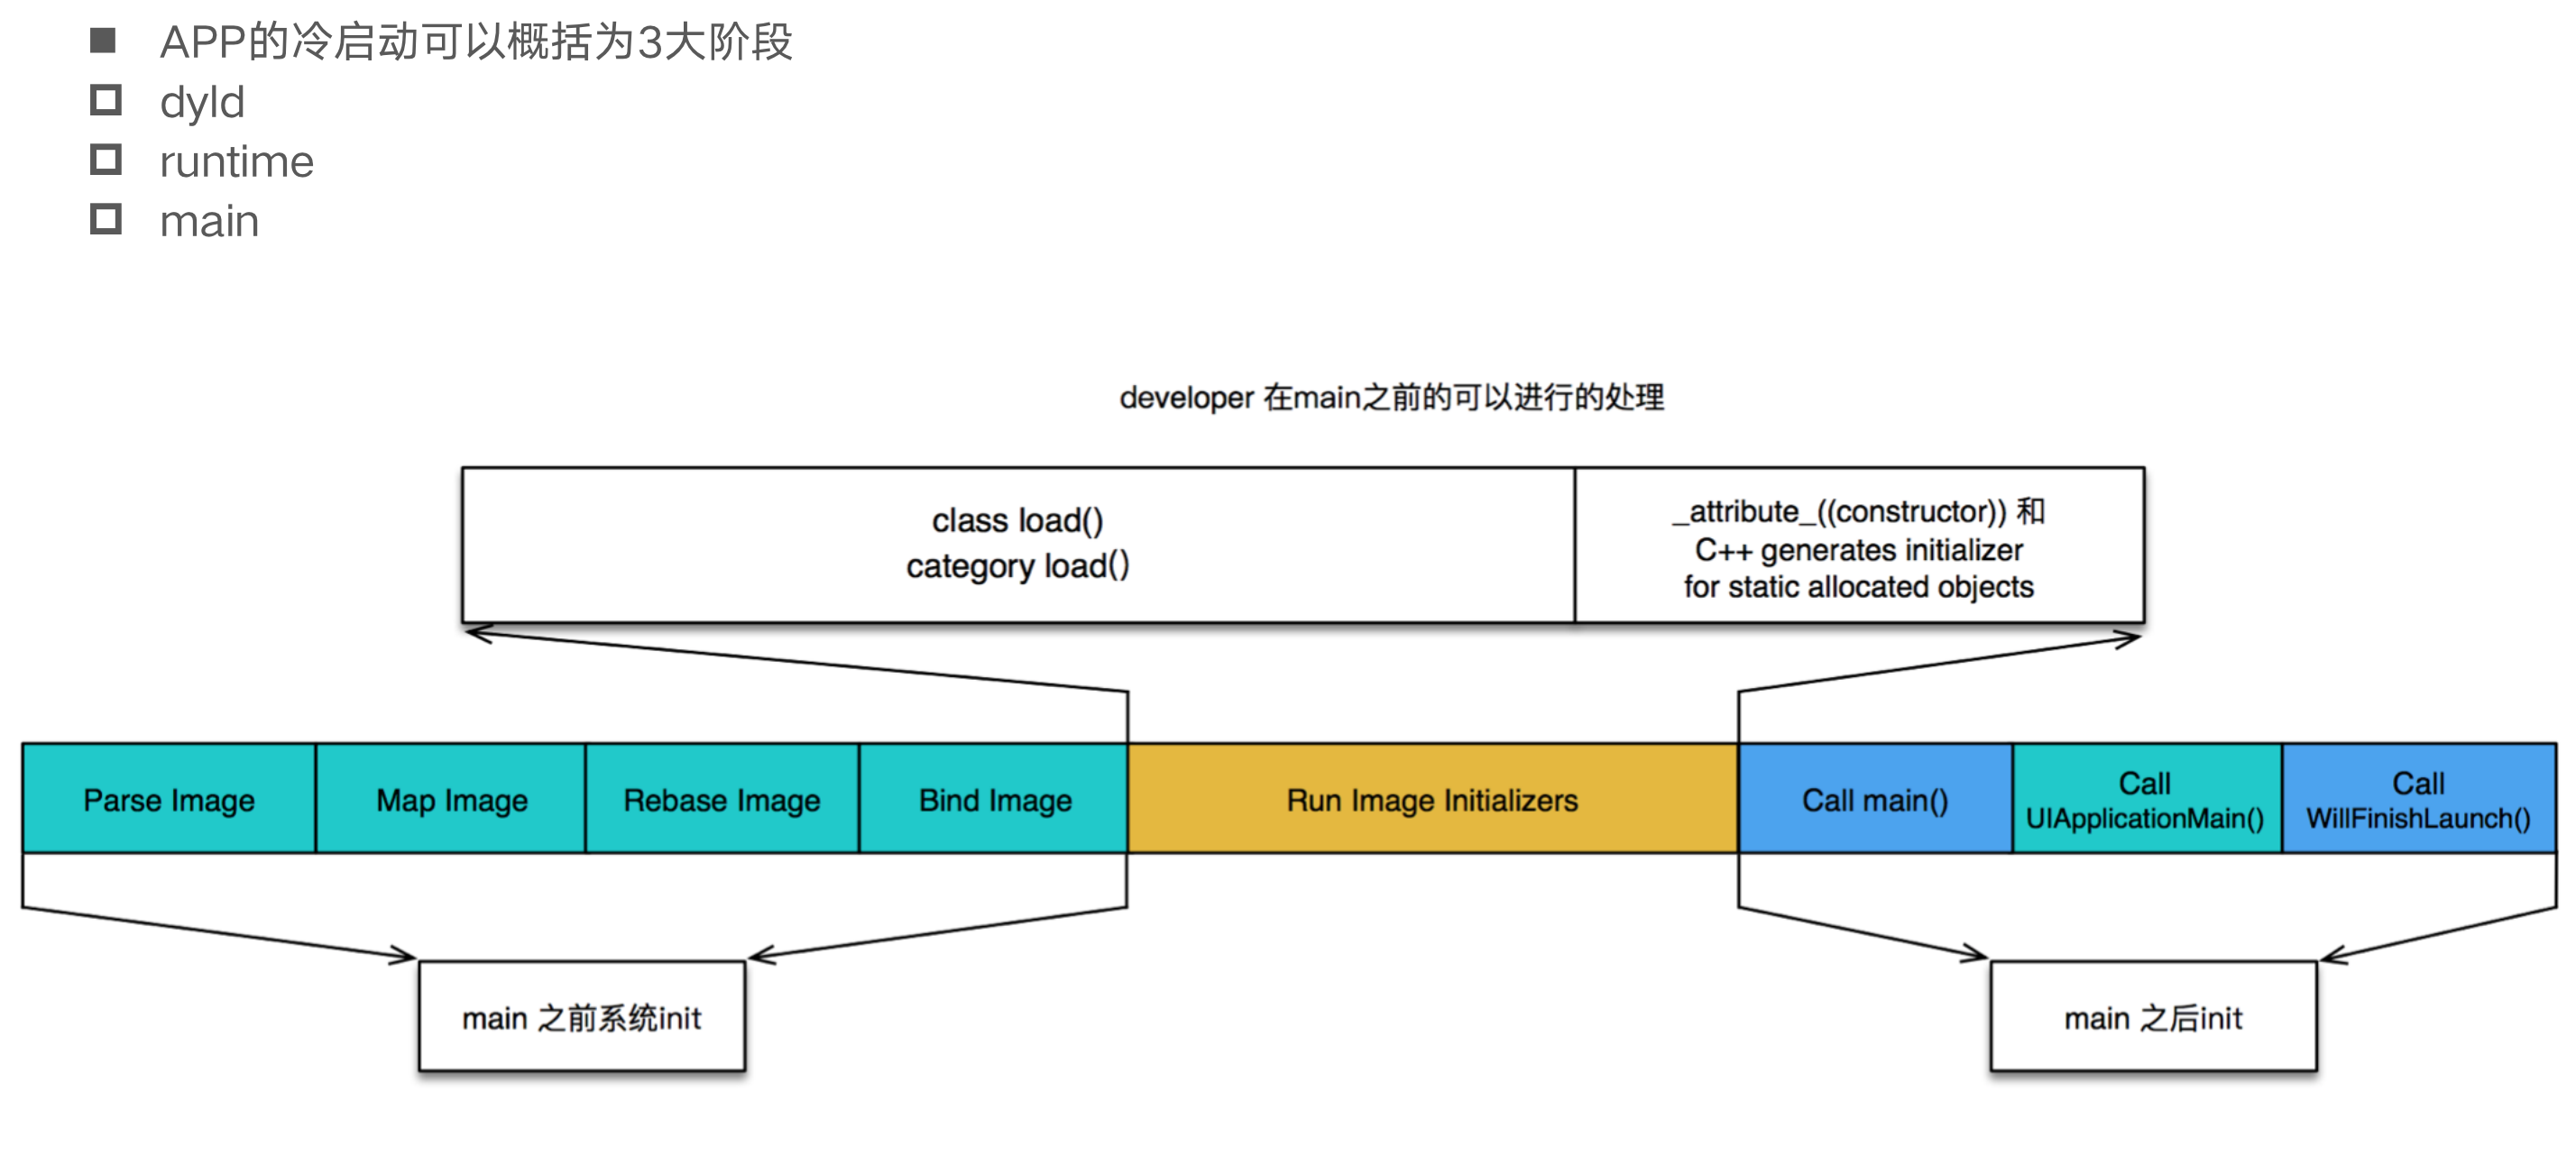 APP的冷启动可以概括为3大阶段
dyld
runtime
main
developer 在main之前的可以进行的处理
class load()
category load()
_attribute_((constructor)) 和
C++ generates initializer
for static allocated objects
Parse Image
Map Image
Rebase Image
Bind Image
Run Image Initializers
Call main()
Call
UIApplicationMain()
Call
WillFinishLaunch()
main 之前系统init
main 之后init